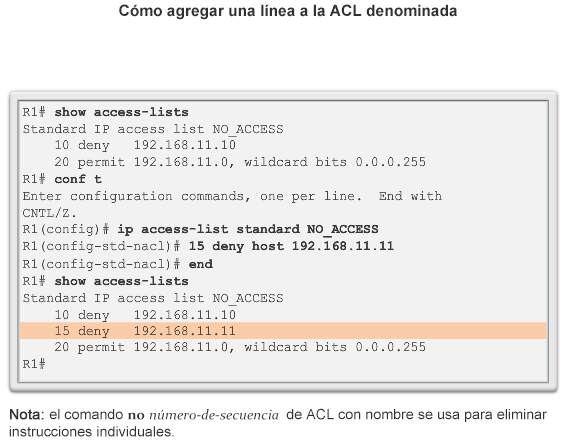 Cómo agregar una línea a la ACL denominada
R1# show access-lists
Standard IP access list NO_ACCESS
    10 deny   192.168.11.10
    20 permit 192.168.11.0, wildcard bits 0.0.0.255
R1# conf t
Enter configuration commands, one per line.  End with
CNTL/Z.
R1(config)# ip access-list standard NO_ACCESS
R1(config-std-nacl)# 15 deny host 192.168.11.11
R1(config-std-nacl)# end
R1# show access-lists
Standard IP access list NO_ACCESS
    10 deny   192.168.11.10
    15 deny   192.168.11.11
    20 permit 192.168.11.0, wildcard bits 0.0.0.255
R1#
Nota: el comando no número-de-secuencia de ACL con nombre se usa para eliminar
instrucciones individuales.